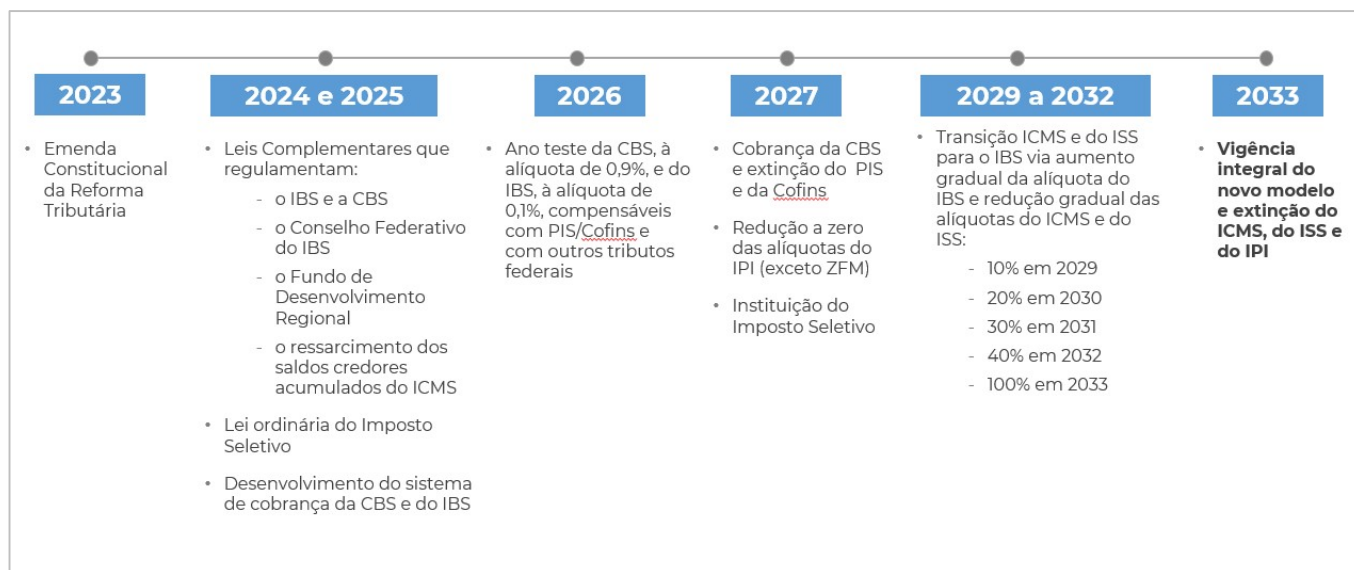 2023
• Emenda
Constitucional
da Reforma
Tributária
2024 e 2025
• Leis Complementares que
regulamentam:
- o IBS e a CBS
- o Conselho Federativo
do IBS
- o Fundo de
Desenvolvimento
Regional
- o ressarcimento dos
saldos credores
acumulados do ICMS
• Lei ordinária do Imposto
Seletivo
• Desenvolvimento do sistema
de cobrança da CBS e do IBS
2026
• Ano teste da CBS, à
alíquota de 0,9%, e do
IBS, à alíquota de
0,1%, compensáveis
com PIS/Cofins e
com outros tributos
federais
2027
• Cobrança da CBS
e extinção do PIS
e da Cofins
• Redução a zero
das alíquotas do
IPI (exceto ZFM)
• Instituição do
Imposto Seletivo
2029 a 2032
• Transição ICMS e do ISS
para o IBS via aumento
gradual da alíquota do
IBS e redução gradual das
alíquotas do ICMS e do
ISS:
- 10% em 2029
- 20% em 2030
- 30% em 2031
- 40% em 2032
- 100% em 2033
2033
• Vigência
integral do
novo modelo
e extinção do
ICMS, do ISS e
do IPI